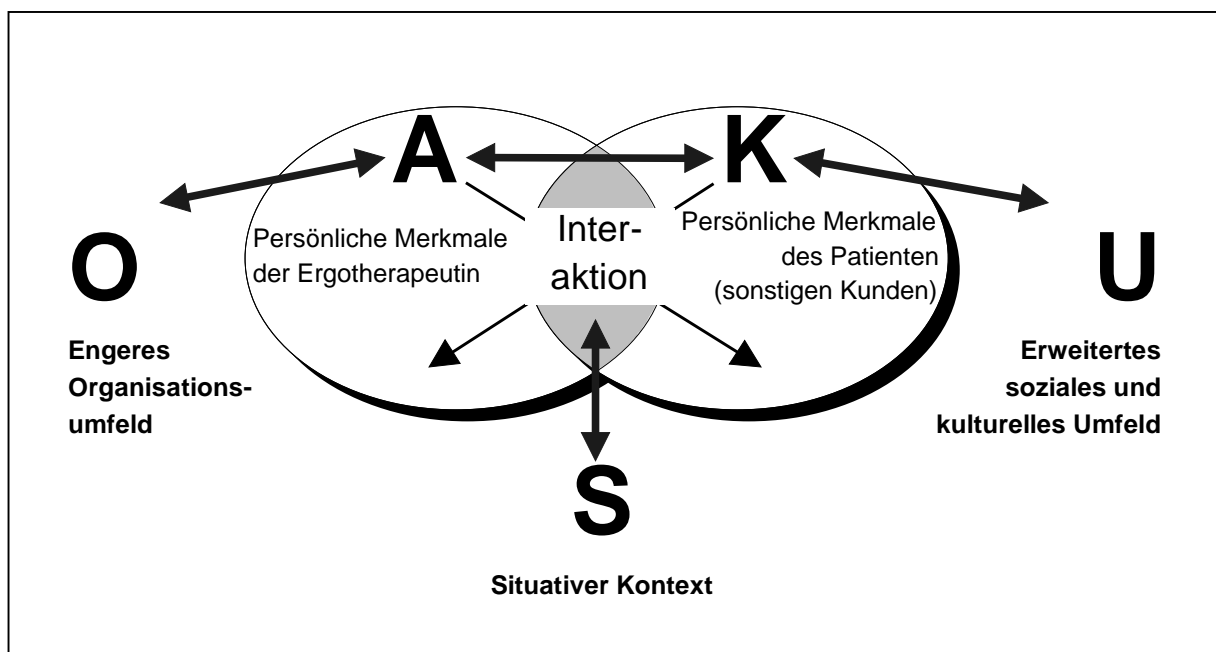 A
K
Persönliche Merkmale
der Ergotherapeutin
Inter-
aktion
Persönliche Merkmale
des Patienten
(sonstigen Kunden)
O
Engeres
Organisations-
umfeld
U
Erweitertes
soziales und
kulturelles Umfeld
S
Situativer Kontext